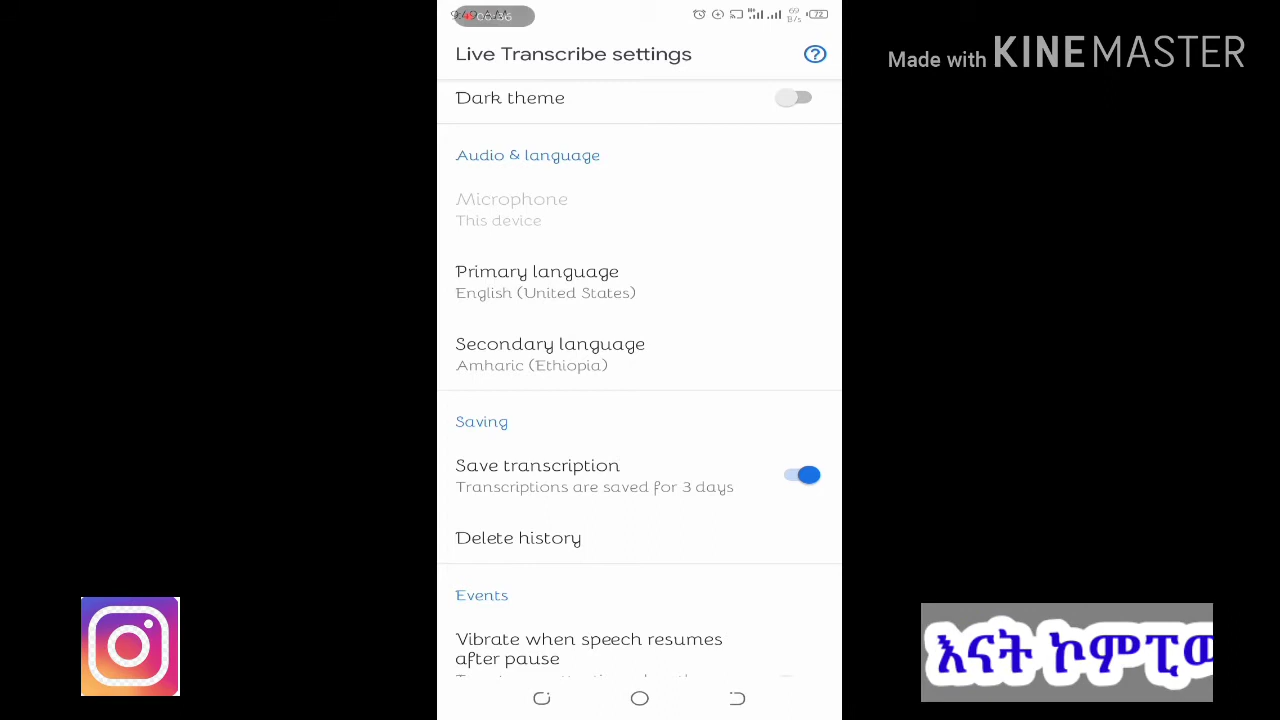 Live Transcribe settings
Made with KINEMASTER
Dark theme
Audio & language
Microphone
This device
Primary language
English (United States)
Secondary language
Amharic (Ethiopia)
Saving
Save transcription
Transcriptions are saved for 3 days
Delete history
Events
Vibrate when speech resumes
after pause
እናት